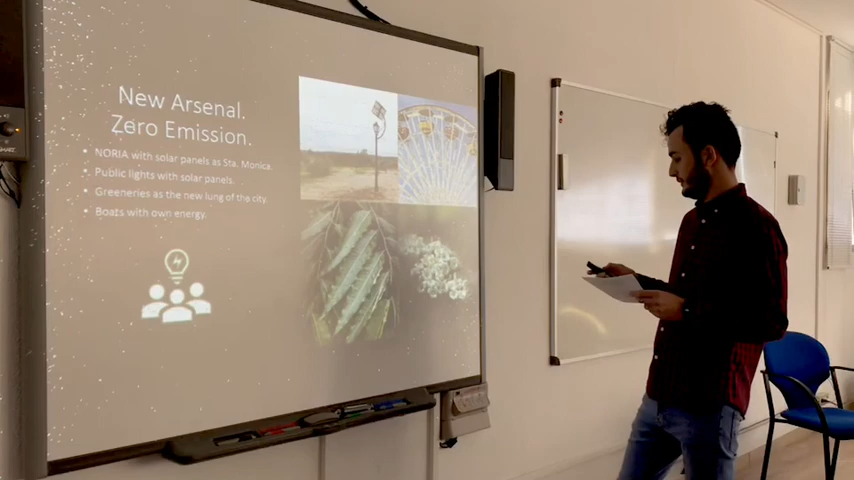 New Arsenal.
Zero Emission.
NORIA with solar panels as Sta. Monica.
Public lights with solar panels.
Greeneries as the new lung of the city.
Boats with own energy.